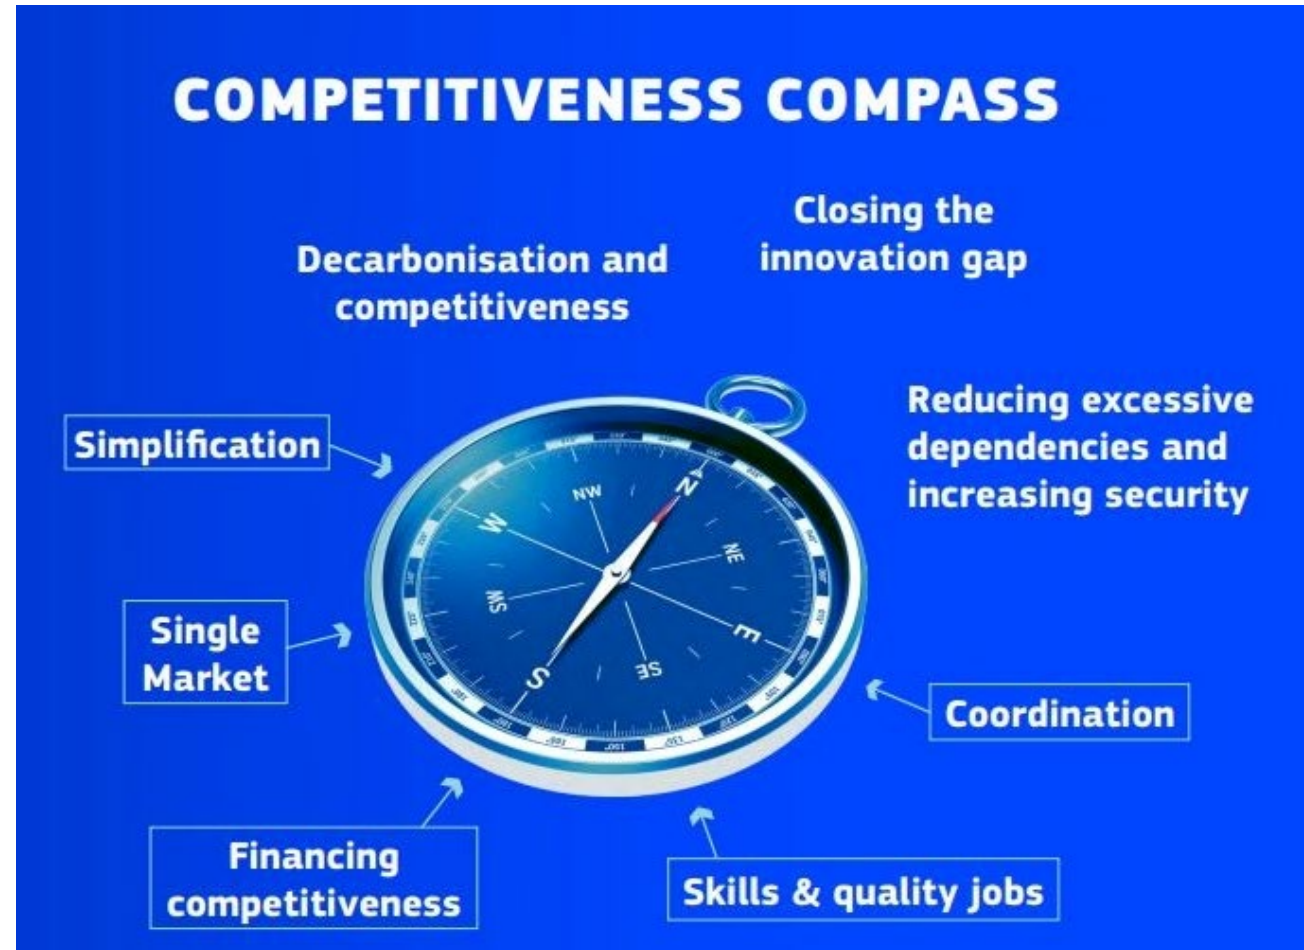 COMPETITIVENESS COMPASS
Closing the
innovation gap
Decarbonisation and
competitiveness
Reducing excessive
dependencies and
increasing security
Simplification
NW
N
W
NE
SW
E
SE
S
Single
Market
Coordination
Financing
competitiveness
Skills & quality jobs